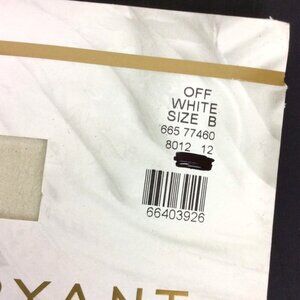 OFF
WHITE
SIZE B
665 77460
8012 12
66403926
RYANT